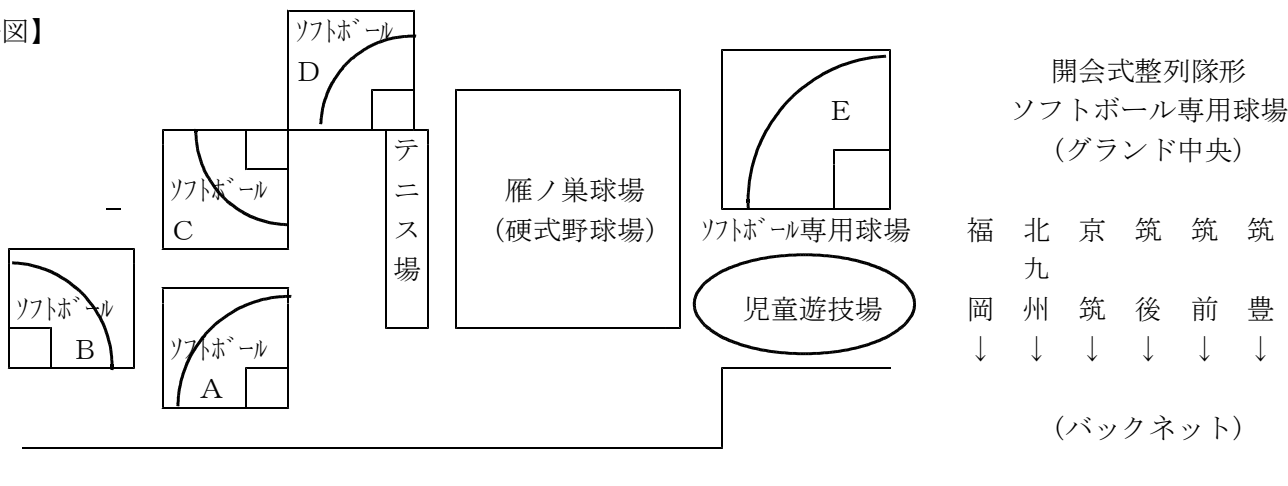 図】
ソフトボール
D
ソフトボール
C
ソフトボール
B
ソフトボール
A
テニス場
雁ノ巣球場
(硬式野球場)
E
ソフトボール専用球場
児童遊技場
開会式整列隊形
ソフトボール専用球場
(グランド中央)
福岡↓
北九州↓
京筑↓
筑後↓
筑前↓
筑豊↓
(バックネット)